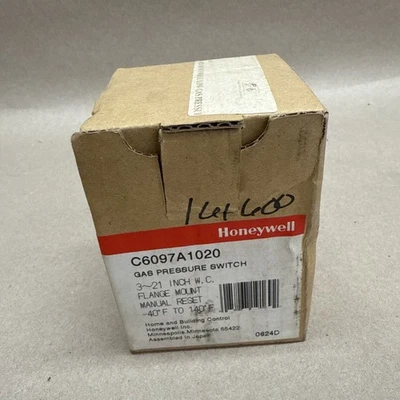 Honeywell
C6097A1020
GAS PRESSURE SWITCH
3~21 INCH W.C.
FLANGE MOUNT
MANUAL RESET
-40°F TO 140°F
Home and Building Control
Honeywell Inc.
Minneapolis, Minnesota 55422
Assembled in Japan
0624D